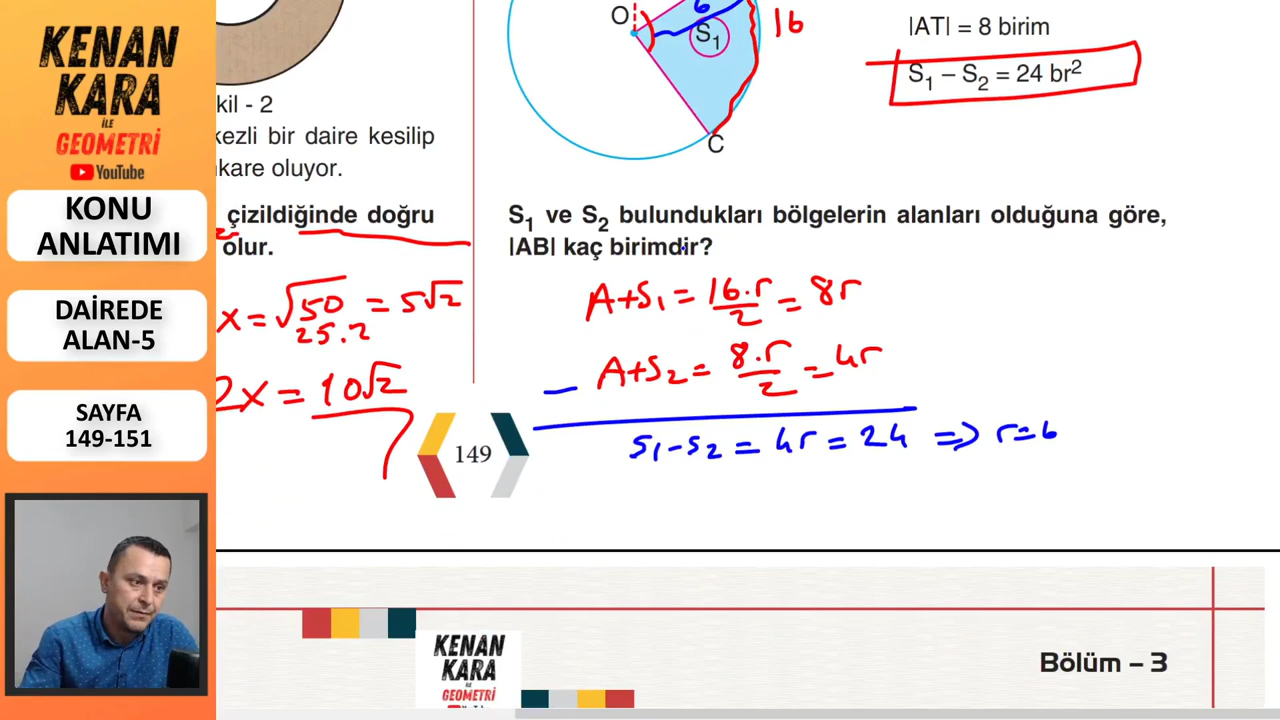 KENAN
KARA
İLE
GEOMETRİ
YouTube
KONU
ANLATIMI
DAİREDE
ALAN-5
SAYFA
149-151
kil - 2
kezli bir daire kesilip
ıkare oluyor.
çizildiğinde doğru
olur.
x = √50 = 5√2
25.2
2x = 10√2
149
O
6
S1
16
C
|AT| = 8 birim
S1 – S2 = 24 br²
S1 ve S2 bulundukları bölgelerin alanları olduğuna göre,
|AB| kaç birimdir?
A+S1 = 16.r/2 = 8r
A+S2 = 8.r/2 = 4r
–
S1-S2 = 4r = 24 => r=6
KENAN
KARA
İLE
GEOMETRİ
Bölüm – 3